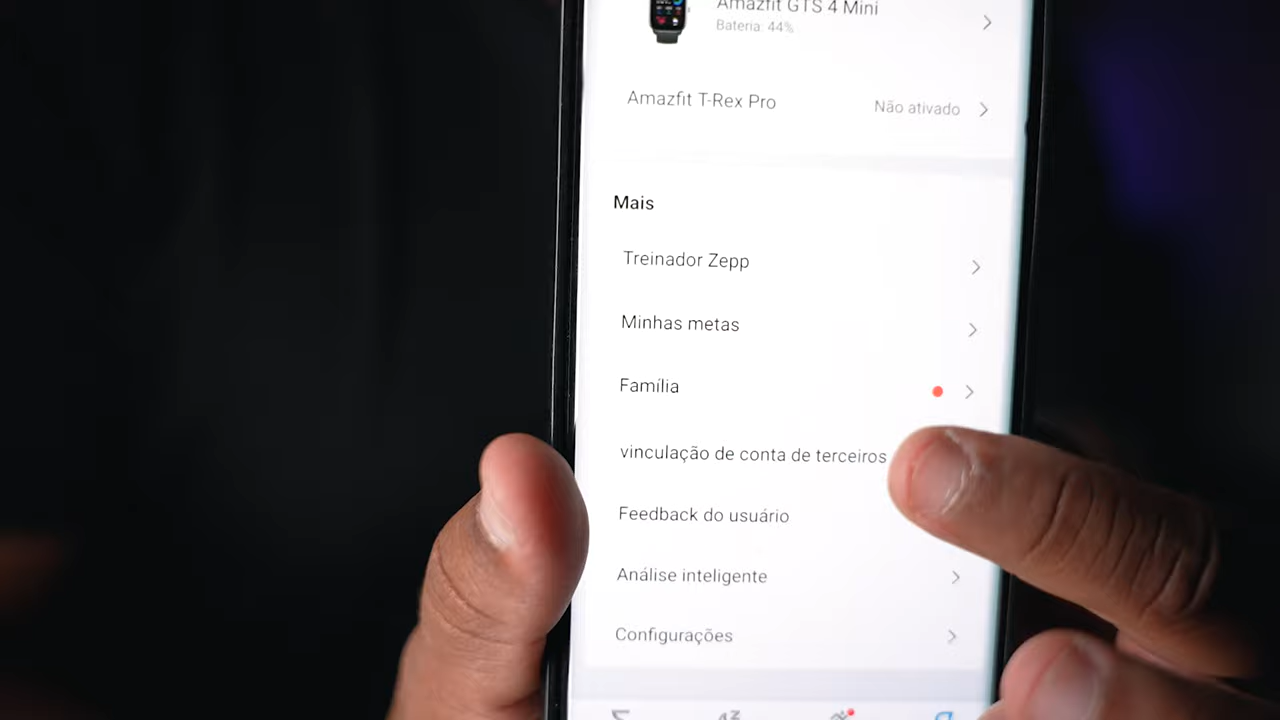 Amazfit GTS 4 Mini
Bateria: 44%
Amazfit T-Rex Pro
Não ativado
Mais
Treinador Zepp
Minhas metas
Família
vinculação de conta de terceiros
Feedback do usuário
Análise inteligente
Configurações